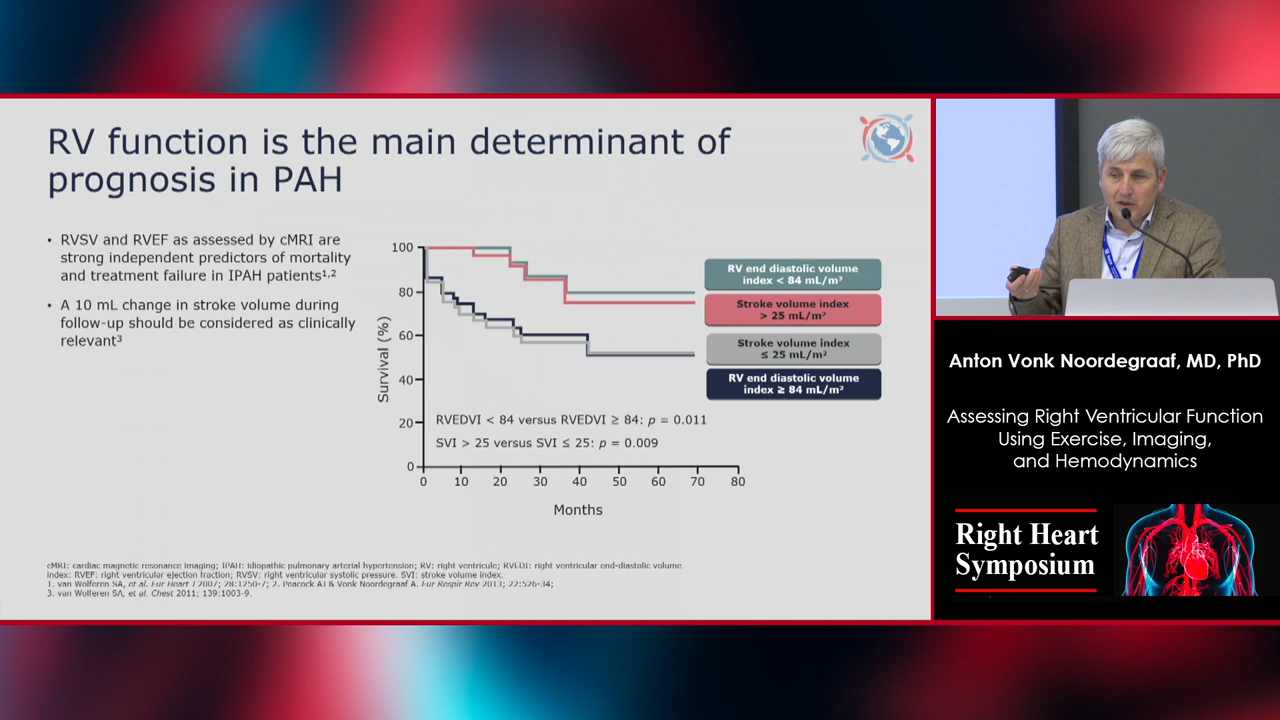 RV function is the main determinant of
prognosis in PAH
• RVSV and RVEF as assessed by cMRI are
strong independent predictors of mortality
and treatment failure in IPAH patients¹,²
• A 10 mL change in stroke volume during
follow-up should be considered as clinically
relevant³
Survival (%)
100
80
60
40
20
0
RVEDVI < 84 versus RVEDVI ≥ 84: p = 0.011
SVI > 25 versus SVI ≤ 25: p = 0.009
0 10 20 30 40 50 60 70 80
Months
RV end diastolic volume
index < 84 mL/m²
Stroke volume index
> 25 mL/m²
Stroke volume index
≤ 25 mL/m²
RV end diastolic volume
index ≥ 84 mL/m²
cMRI: cardiac magnetic resonance imaging; IPAH: idiopathic pulmonary arterial hypertension; RV: right ventricule; RVEDI: right ventricular end-diastolic volume
index; RVEF: right ventricular ejection fraction; RVSV: right ventricular systolic pressure. SVI: stroke volume index.
1. van Wolferen SA, et al. Eur Heart J 2007; 28:1250-7; 2. Peacock AJ & Vonk Noordegraaf A. Eur Respir Rev 2013; 22:526-34;
3. van Wolferen SA, et al. Chest 2011; 139:1003-9.
Anton Vonk Noordegraaf, MD, PhD
Assessing Right Ventricular Function
Using Exercise, Imaging,
and Hemodynamics
Right Heart
Symposium